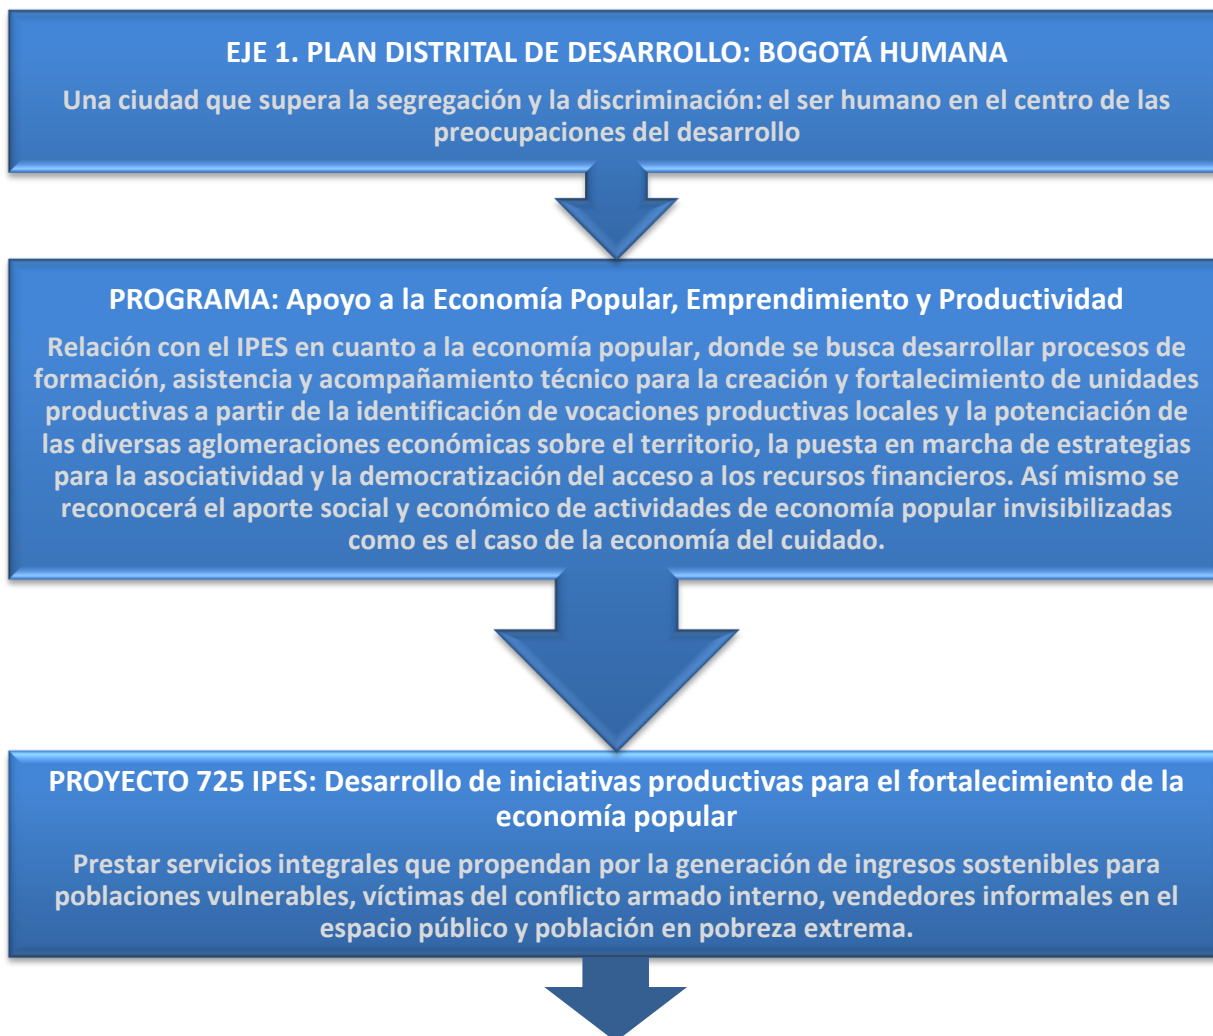 EJE 1. PLAN DISTRITAL DE DESARROLLO: BOGOTÁ HUMANA
Una ciudad que supera la segregación y la discriminación: el ser humano en el centro de las
preocupaciones del desarrollo
PROGRAMA: Apoyo a la Economía Popular, Emprendimiento y Productividad
Relación con el IPES en cuanto a la economía popular, donde se busca desarrollar procesos de
formación, asistencia y acompañamiento técnico para la creación y fortalecimiento de unidades
productivas a partir de la identificación de vocaciones productivas locales y la potenciación de
las diversas aglomeraciones económicas sobre el territorio, la puesta en marcha de estrategias
para la asociatividad y la democratización del acceso a los recursos financieros. Así mismo se
reconocerá el aporte social y económico de actividades de economía popular invisibilizadas
como es el caso de la economía del cuidado.
PROYECTO 725 IPES: Desarrollo de iniciativas productivas para el fortalecimiento de la
economía popular
Prestar servicios integrales que propendan por la generación de ingresos sostenibles para
poblaciones vulnerables, víctimas del conflicto armado interno, vendedores informales en el
espacio público y población en pobreza extrema.